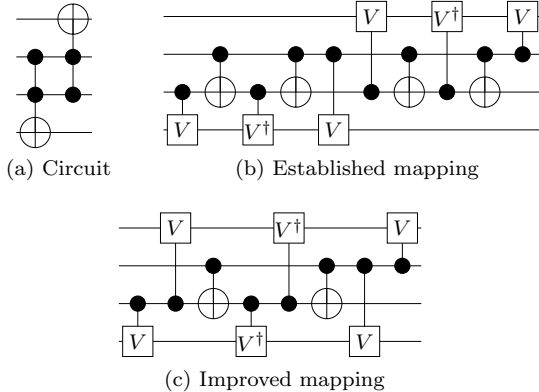 V V† V
V V† V
(a) Circuit (b) Established mapping
V V† V
V V† V
(c) Improved mapping